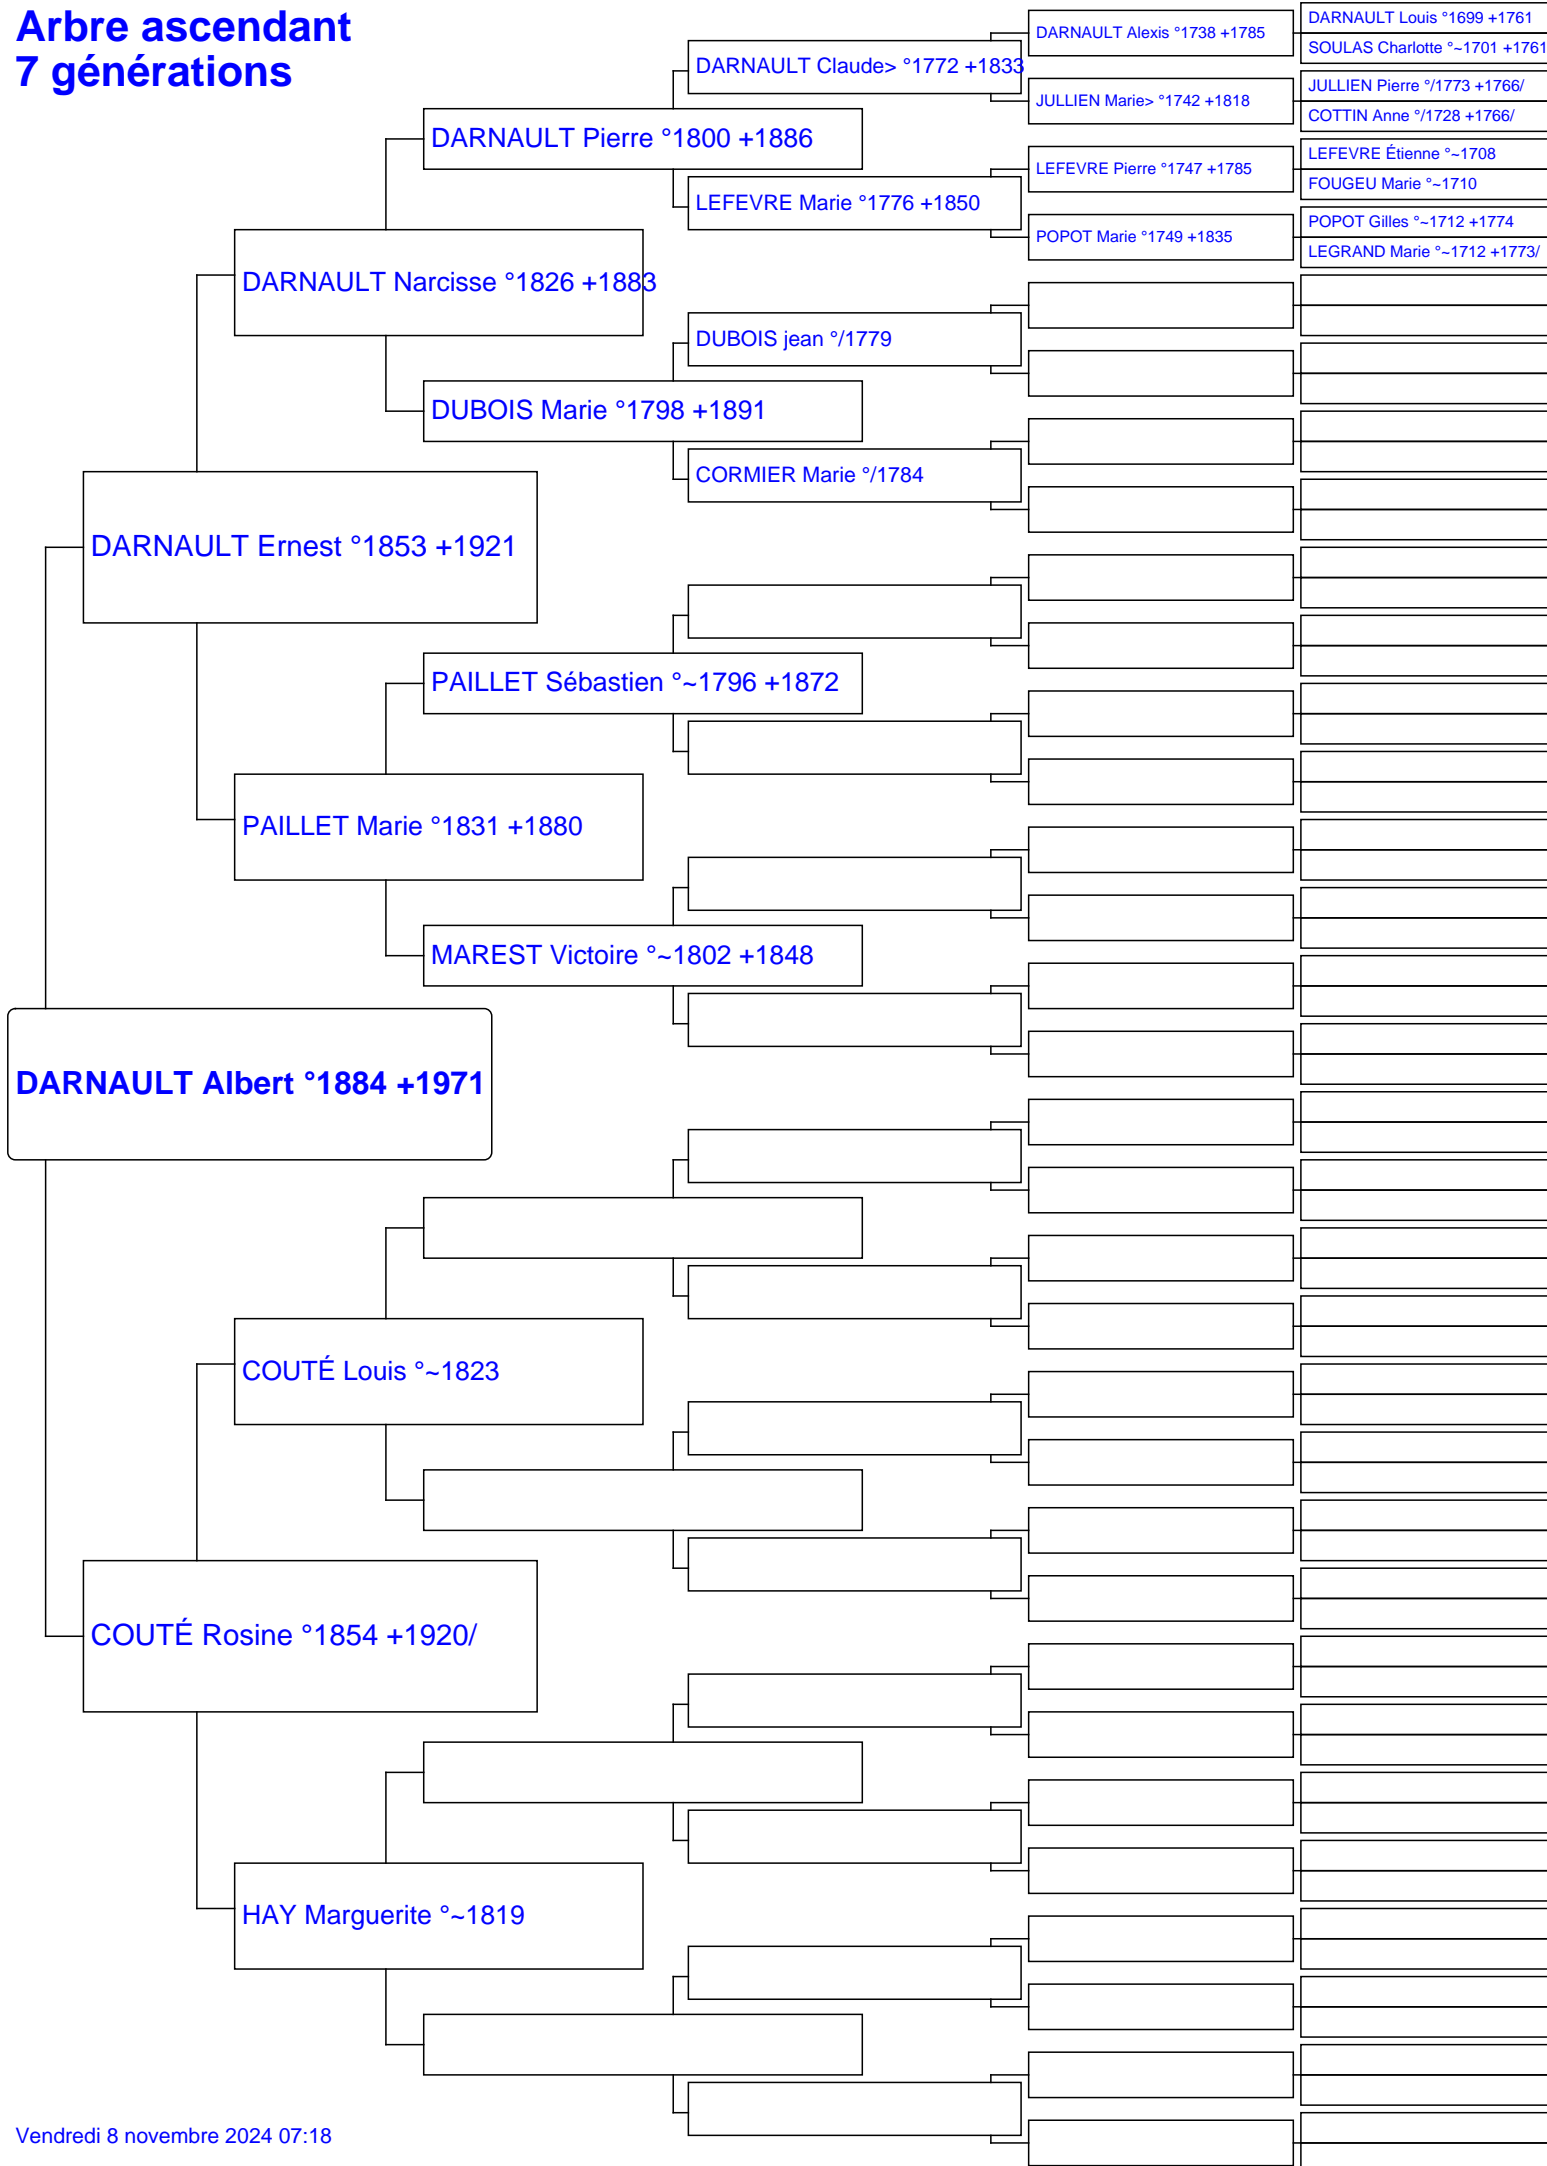 Arbre ascendant
7 générations
DARNAULT Albert °1884 +1971
DARNAULT Ernest °1853 +1921
COUTÉ Rosine °1854 +1920/
DARNAULT Narcisse °1826 +1883
PAILLET Marie °1831 +1880
COUTÉ Louis °~1823
HAY Marguerite °~1819
DARNAULT Pierre °1800 +1886
DUBOIS Marie °1798 +1891
PAILLET Sébastien °~1796 +1872
MAREST Victoire °~1802 +1848
DARNAULT Claude> °1772 +1833
LEFEVRE Marie °1776 +1850
DUBOIS jean °/1779
CORMIER Marie °/1784
DARNAULT Alexis °1738 +1785
JULLIEN Marie> °1742 +1818
LEFEVRE Pierre °1747 +1785
POPOT Marie °1749 +1835
DARNAULT Louis °1699 +1761
SOULAS Charlotte °~1701 +1761
JULLIEN Pierre °/1773 +1766/
COTTIN Anne °/1728 +1766/
LEFEVRE Étienne °~1708
FOUGEU Marie °~1710
POPOT Gilles °~1712 +1774
LEGRAND Marie °~1712 +1773/
Vendredi 8 novembre 2024 07:18